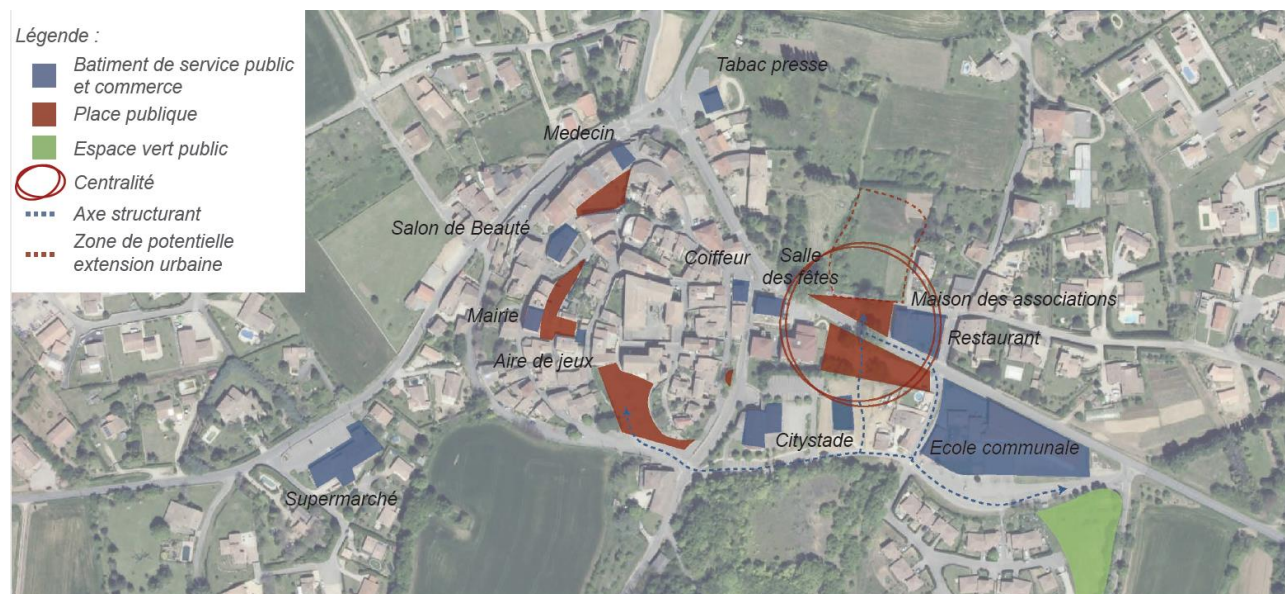 Légende :
Batiment de service public
et commerce
Place publique
Espace vert public
Centralité
Axe structurant
Zone de potentielle
extension urbaine
Tabac presse
Medecin
Salon de Beauté
Coiffeur
Salle
des fêtes
Maison des associations
Mairie
Restaurant
Aire de jeux
Citystade
Ecole communale
Supermarché